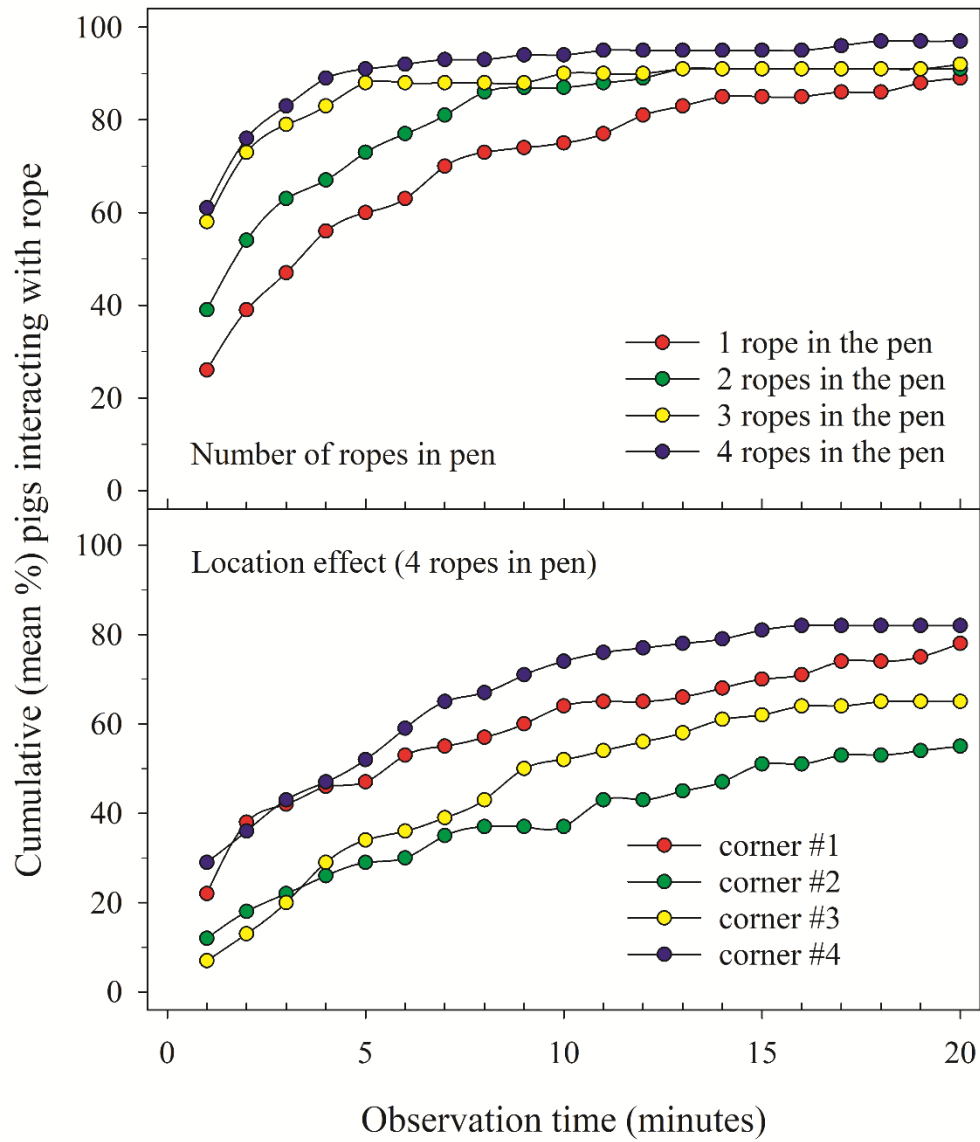 Cumulative (mean %) pigs interacting with rope
100
80
60
40
20
0
1 rope in the pen
2 ropes in the pen
3 ropes in the pen
4 ropes in the pen
Number of ropes in pen
100
80
60
40
20
0
Location effect (4 ropes in pen)
corner #1
corner #2
corner #3
corner #4
0 5 10 15 20
Observation time (minutes)